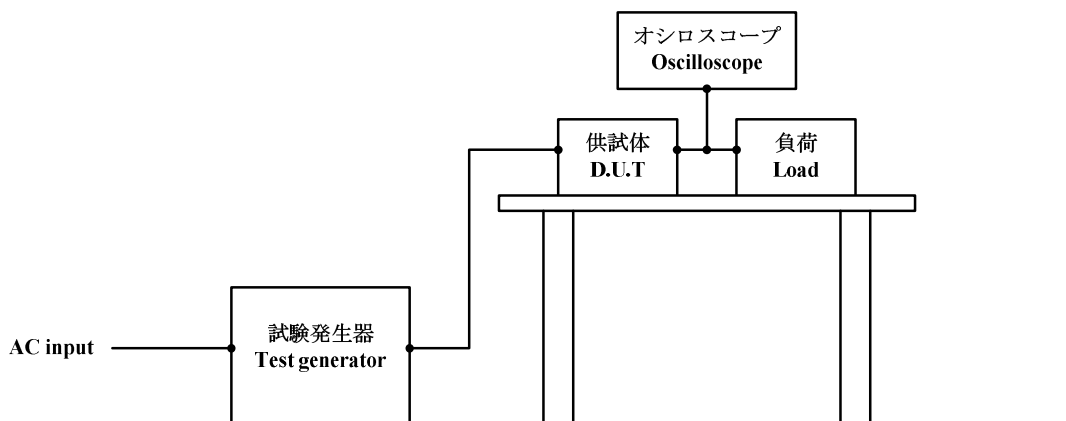 オシロスコープ
Oscilloscope
供試体
D.U.T
負荷
Load
試験発生器
Test generator
AC input